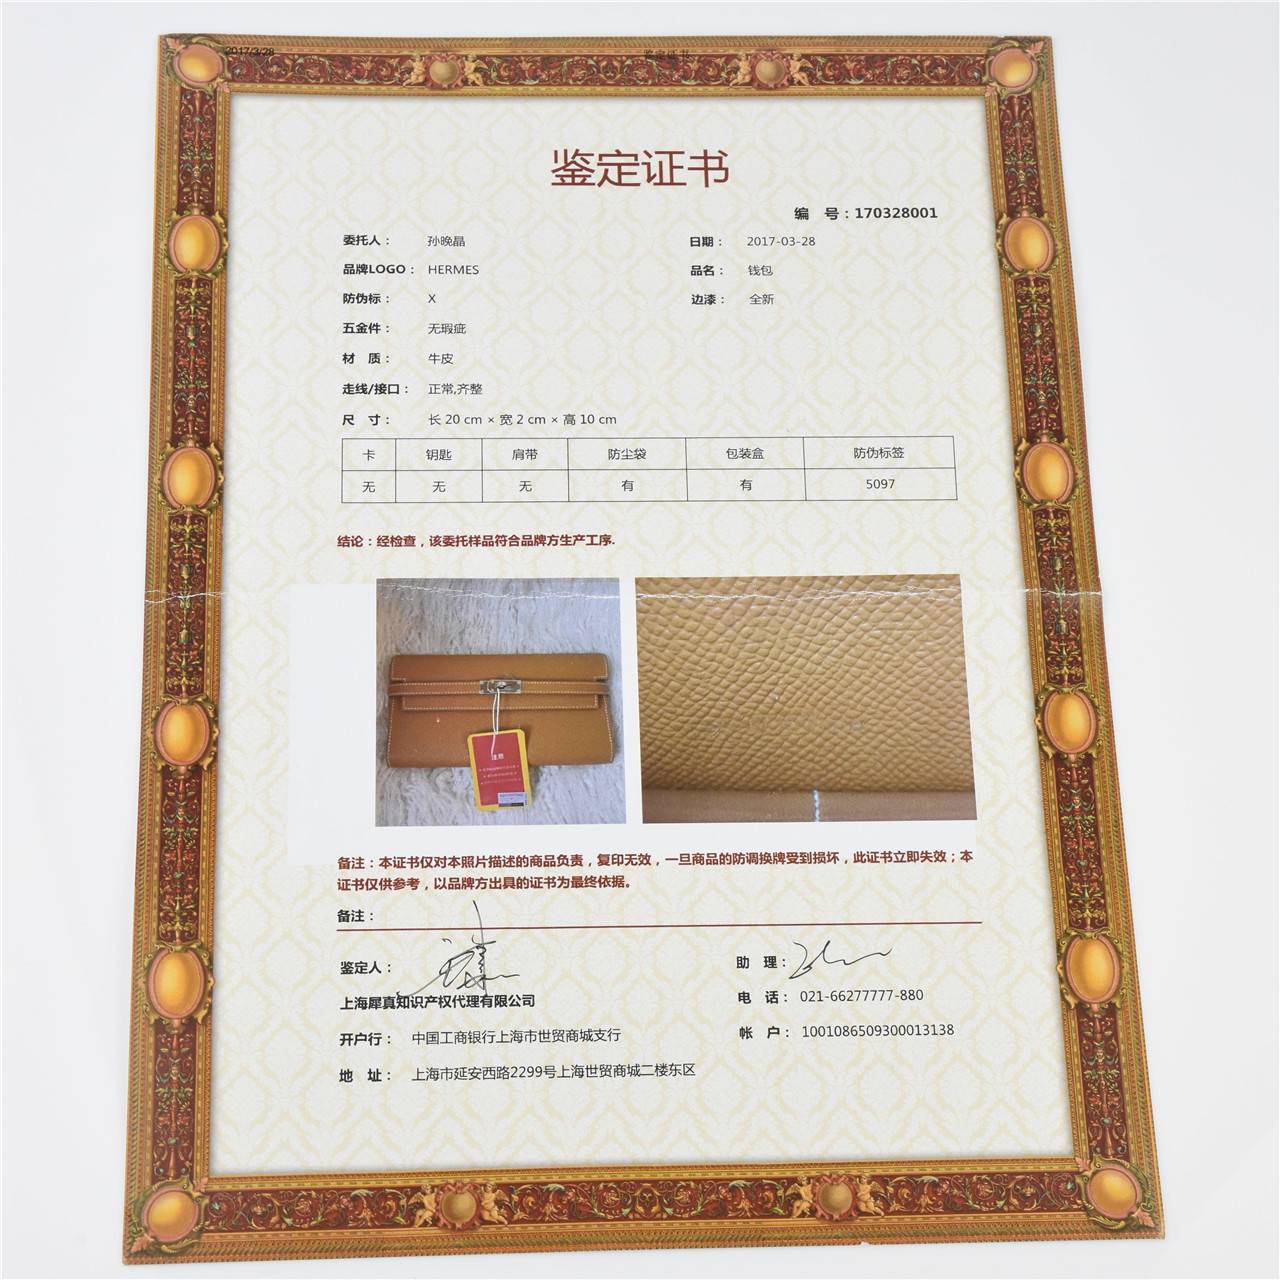 2017/3/28 鉴定证书
鉴定证书
编 号：170328001
委托人： 孙晚晶 日期： 2017-03-28
品牌LOGO： HERMES 品名： 钱包
防伪标： X 边漆： 全新
五金件： 无瑕疵
材 质： 牛皮
走线/接口： 正常,齐整
尺 寸： 长 20 cm × 宽 2 cm × 高 10 cm
卡 钥匙 肩带 防尘袋 包装盒 防伪标签
无 无 无 有 有 5097
结论：经检查，该委托样品符合品牌方生产工序.
注意
备注：本证书仅对本照片描述的商品负责，复印无效，一旦商品的防调换牌受到损坏，此证书立即失效；本
证书仅供参考，以品牌方出具的证书为最终依据。
备注：
鉴定人： 助 理：
上海犀真知识产权代理有限公司 电 话： 021-66277777-880
开户行： 中国工商银行上海市世贸商城支行 帐 户： 1001086509300013138
地 址： 上海市延安西路2299号上海世贸商城二楼东区